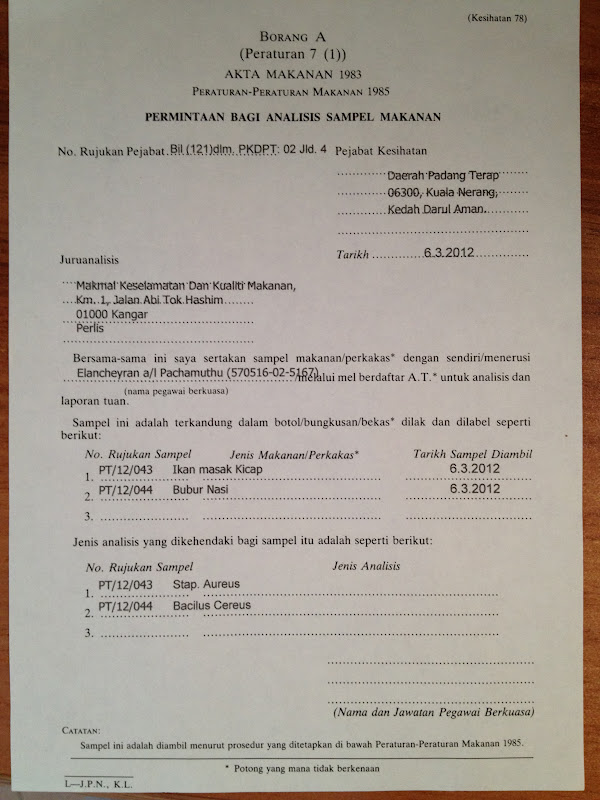 (Kesihatan 78)
BORANG A
(Peraturan 7 (1))
AKTA MAKANAN 1983
PERATURAN-PERATURAN MAKANAN 1985
PERMINTAAN BAGI ANALISIS SAMPEL MAKANAN
No. Rujukan Pejabat. Bil (121)dlm. PKDPT: 02 Jld. 4 Pejabat Kesihatan
Daerah Padang Terap
06300, Kuala Nerang,
Kedah Darul Aman.
Tarikh 6.3.2012
Juruanalisis
Makmal Keselamatan Dan Kualiti Makanan,
Km. 1, Jalan Abi Tok Hashim
01000 Kangar
Perlis
Bersama-sama ini saya sertakan sampel makanan/perkakas* dengan sendiri/menerusi
Elancheyran a/l Pachamuthu (570516-02-5167) /melalui mel berdaftar A.T.* untuk analisis dan
(nama pegawai berkuasa)
laporan tuan.
Sampel ini adalah terkandung dalam botol/bungkusan/bekas* dilak dan dilabel seperti
berikut:
No. Rujukan Sampel Jenis Makanan/Perkakas* Tarikh Sampel Diambil
1. PT/12/043 Ikan masak Kicap 6.3.2012
2. PT/12/044 Bubur Nasi 6.3.2012
3.
Jenis analisis yang dikehendaki bagi sampel itu adalah seperti berikut:
No. Rujukan Sampel Jenis Analisis
1. PT/12/043 Stap. Aureus
2. PT/12/044 Bacilus Cereus
3.
(Nama dan Jawatan Pegawai Berkuasa)
CATATAN:
Sampel ini adalah diambil menurut prosedur yang ditetapkan di bawah Peraturan-Peraturan Makanan 1985.
* Potong yang mana tidak berkenaan
L—J.P.N., K.L.